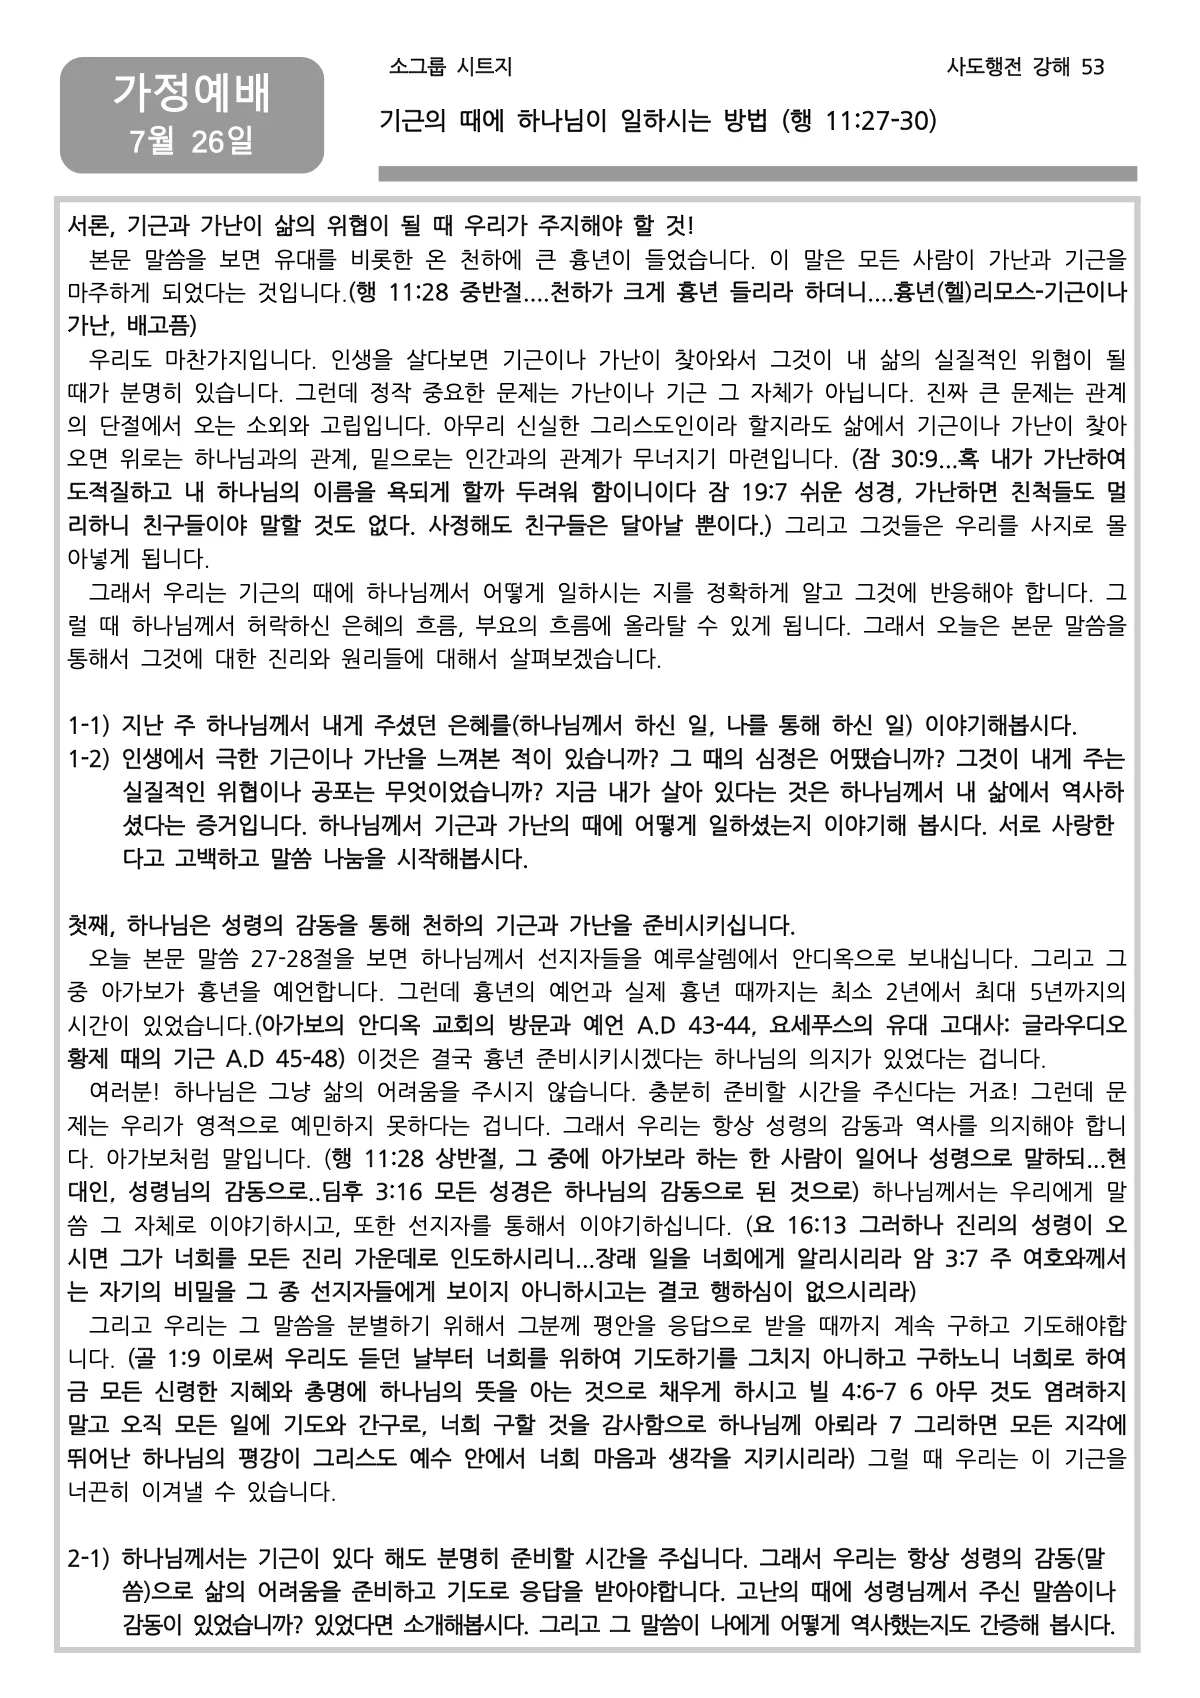 가정예배
7월 26일
소그룹 시트지
사도행전 강해 53
기근의 때에 하나님이 일하시는 방법 (행 11:27-30)
서론, 기근과 가난이 삶의 위협이 될 때 우리가 주지해야 할 것!
본문 말씀을 보면 유대를 비롯한 온 천하에 큰 흉년이 들었습니다. 이 말은 모든 사람이 가난과 기근을
마주하게 되었다는 것입니다.(행 11:28 중반절....천하가 크게 흉년 들리라 하더니....흉년(헬)리모스-기근이나
가난, 배고픔)
우리도 마찬가지입니다. 인생을 살다보면 기근이나 가난이 찾아와서 그것이 내 삶의 실질적인 위협이 될
때가 분명히 있습니다. 그런데 정작 중요한 문제는 가난이나 기근 그 자체가 아닙니다. 진짜 큰 문제는 관계
의 단절에서 오는 소외와 고립입니다. 아무리 신실한 그리스도인이라 할지라도 삶에서 기근이나 가난이 찾아
오면 위로는 하나님과의 관계, 밑으로는 인간과의 관계가 무너지기 마련입니다. (잠 30:9...혹 내가 가난하여
도적질하고 내 하나님의 이름을 욕되게 할까 두려워 함이니이다 잠 19:7 쉬운 성경, 가난하면 친척들도 멀
리하니 친구들이야 말할 것도 없다. 사정해도 친구들은 달아날 뿐이다.) 그리고 그것들은 우리를 사지로 몰
아넣게 됩니다.
그래서 우리는 기근의 때에 하나님께서 어떻게 일하시는 지를 정확하게 알고 그것에 반응해야 합니다. 그
럴 때 하나님께서 허락하신 은혜의 흐름, 부요의 흐름에 올라탈 수 있게 됩니다. 그래서 오늘은 본문 말씀을
통해서 그것에 대한 진리와 원리들에 대해서 살펴보겠습니다.
1-1) 지난 주 하나님께서 내게 주셨던 은혜를(하나님께서 하신 일, 나를 통해 하신 일) 이야기해봅시다.
1-2) 인생에서 극한 기근이나 가난을 느껴본 적이 있습니까? 그 때의 심정은 어땠습니까? 그것이 내게 주는
실질적인 위협이나 공포는 무엇이었습니까? 지금 내가 살아 있다는 것은 하나님께서 내 삶에서 역사하
셨다는 증거입니다. 하나님께서 기근과 가난의 때에 어떻게 일하셨는지 이야기해 봅시다. 서로 사랑한
다고 고백하고 말씀 나눔을 시작해봅시다.
첫째, 하나님은 성령의 감동을 통해 천하의 기근과 가난을 준비시키십니다.
오늘 본문 말씀 27-28절을 보면 하나님께서 선지자들을 예루살렘에서 안디옥으로 보내십니다. 그리고 그
중 아가보가 흉년을 예언합니다. 그런데 흉년의 예언과 실제 흉년 때까지는 최소 2년에서 최대 5년까지의
시간이 있었습니다.(아가보의 안디옥 교회의 방문과 예언 A.D 43-44, 요세푸스의 유대 고대사: 글라우디오
황제 때의 기근 A.D 45-48) 이것은 결국 흉년 준비시키시겠다는 하나님의 의지가 있었다는 겁니다.
여러분! 하나님은 그냥 삶의 어려움을 주시지 않습니다. 충분히 준비할 시간을 주신다는 거죠! 그런데 문
제는 우리가 영적으로 예민하지 못하다는 겁니다. 그래서 우리는 항상 성령의 감동과 역사를 의지해야 합니
다. 아가보처럼 말입니다. (행 11:28 상반절, 그 중에 아가보라 하는 한 사람이 일어나 성령으로 말하되...현
대인, 성령님의 감동으로..딤후 3:16 모든 성경은 하나님의 감동으로 된 것으로) 하나님께서는 우리에게 말
씀 그 자체로 이야기하시고, 또한 선지자를 통해서 이야기하십니다. (요 16:13 그러하나 진리의 성령이 오
시면 그가 너희를 모든 진리 가운데로 인도하시리니...장래 일을 너희에게 알리시리라 암 3:7 주 여호와께서
는 자기의 비밀을 그 종 선지자들에게 보이지 아니하시고는 결코 행하심이 없으시리라)
그리고 우리는 그 말씀을 분별하기 위해서 그분께 평안을 응답으로 받을 때까지 계속 구하고 기도해야합
니다. (골 1:9 이로써 우리도 듣던 날부터 너희를 위하여 기도하기를 그치지 아니하고 구하노니 너희로 하여
금 모든 신령한 지혜와 총명에 하나님의 뜻을 아는 것으로 채우게 하시고 빌 4:6-7 6 아무 것도 염려하지
말고 오직 모든 일에 기도와 간구로, 너희 구할 것을 감사함으로 하나님께 아뢰라 7 그리하면 모든 지각에
뛰어난 하나님의 평강이 그리스도 예수 안에서 너희 마음과 생각을 지키시리라) 그럴 때 우리는 이 기근을
너끈히 이겨낼 수 있습니다.
2-1) 하나님께서는 기근이 있다 해도 분명히 준비할 시간을 주십니다. 그래서 우리는 항상 성령의 감동(말
씀)으로 삶의 어려움을 준비하고 기도로 응답을 받아야합니다. 고난의 때에 성령님께서 주신 말씀이나
감동이 있었습니까? 있었다면 소개해봅시다. 그리고 그 말씀이 나에게 어떻게 역사했는지도 간증해 봅시다.